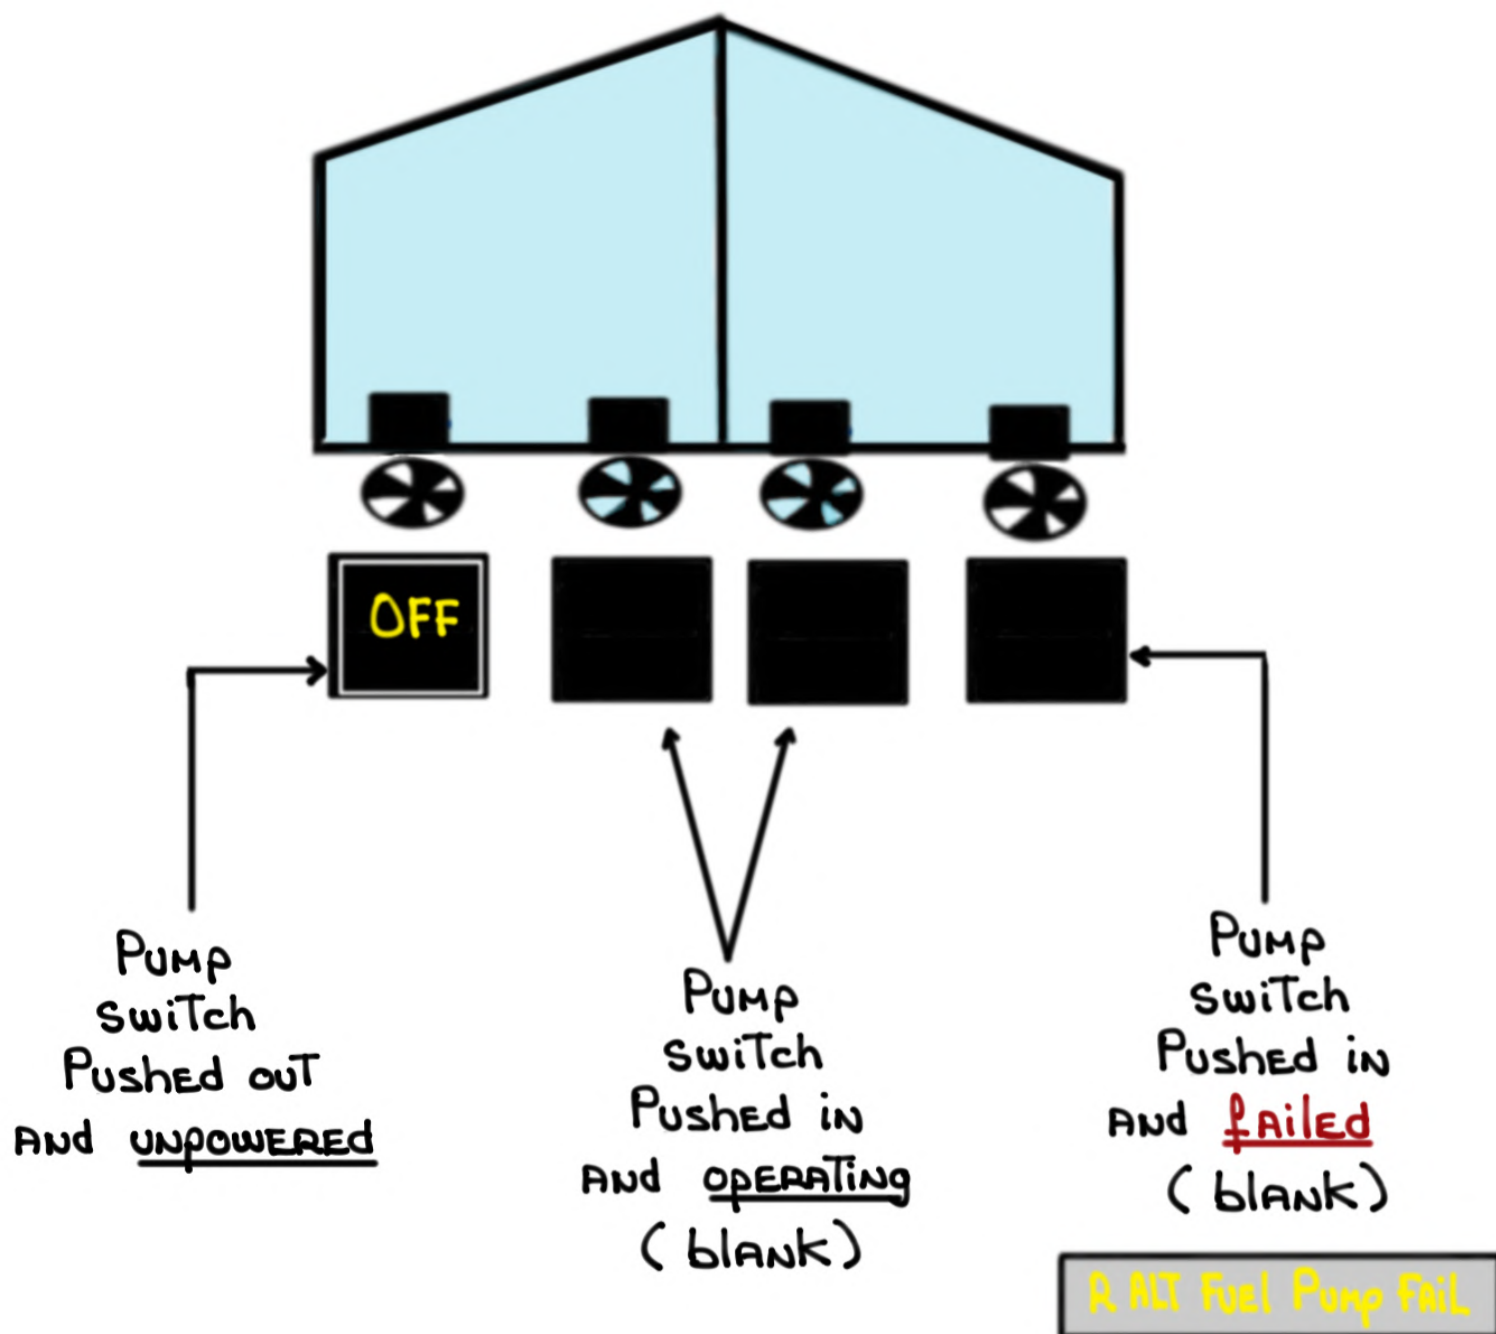 OFF
Pump
switch
Pushed out
and unpowered
Pump
switch
Pushed in
and operating
(blank)
Pump
switch
Pushed in
and failed
(blank)
R ALT Fuel Pump Fail